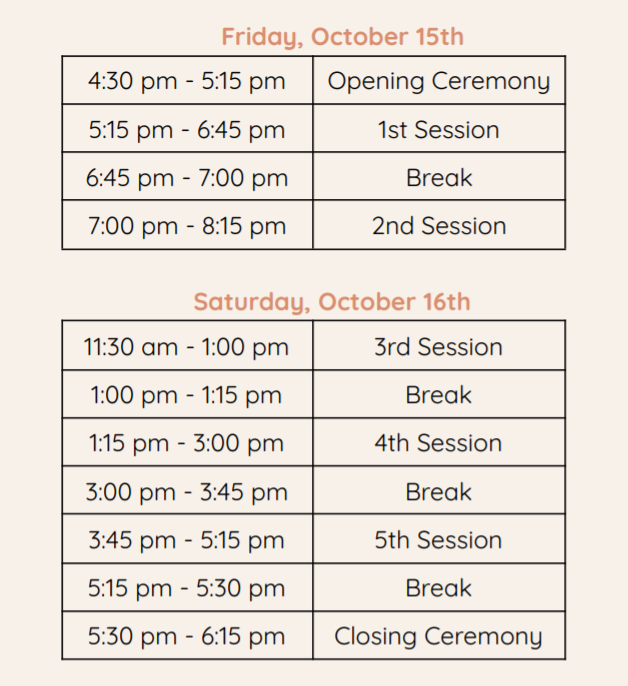 Friday, October 15th
4:30 pm - 5:15 pm Opening Ceremony
5:15 pm - 6:45 pm 1st Session
6:45 pm - 7:00 pm Break
7:00 pm - 8:15 pm 2nd Session
Saturday, October 16th
11:30 am - 1:00 pm 3rd Session
1:00 pm - 1:15 pm Break
1:15 pm - 3:00 pm 4th Session
3:00 pm - 3:45 pm Break
3:45 pm - 5:15 pm 5th Session
5:15 pm - 5:30 pm Break
5:30 pm - 6:15 pm Closing Ceremony